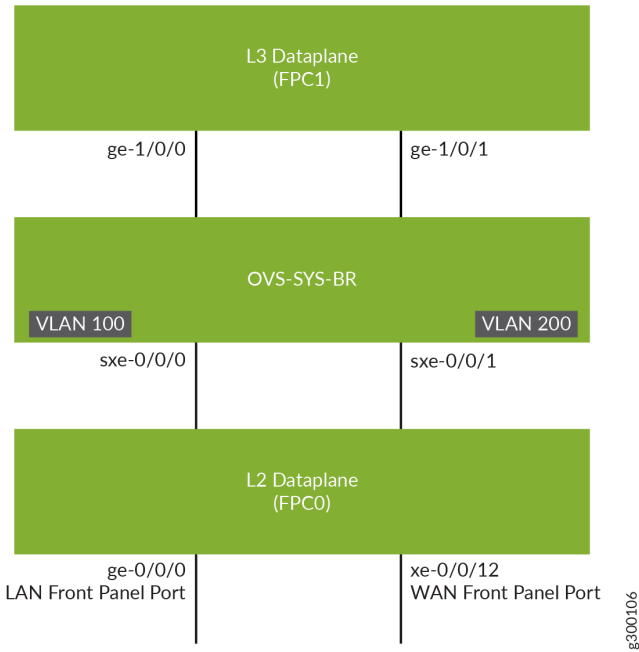 L3 Dataplane
(FPC1)
ge-1/0/0
ge-1/0/1
OVS-SYS-BR
VLAN 100
VLAN 200
sxe-0/0/0
sxe-0/0/1
L2 Dataplane
(FPC0)
ge-0/0/0
LAN Front Panel Port
xe-0/0/12
WAN Front Panel Port
g300106